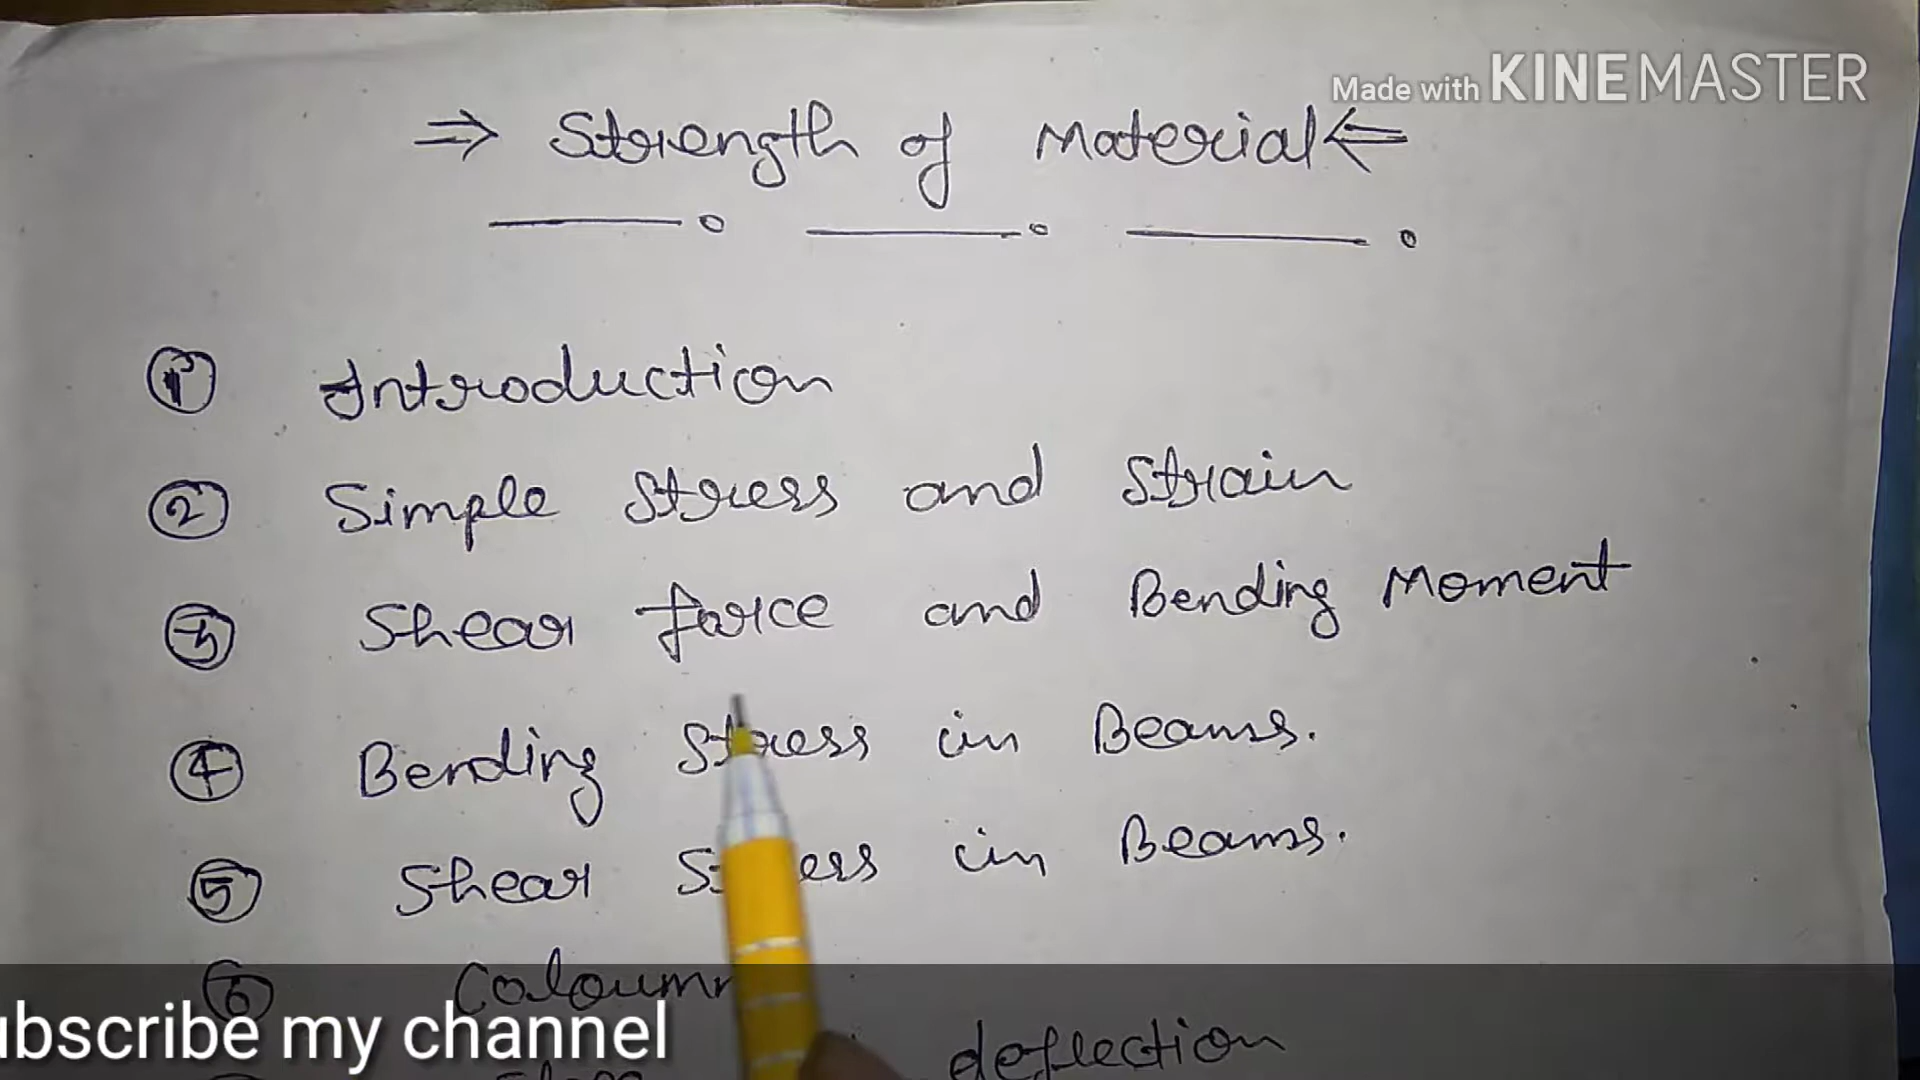 Made with KINEMASTER
⇒ Strength of Material ⇐
① Introduction
② Simple Stress and Strain
③ Shear force and Bending Moment
④ Bending Stress in Beams.
⑤ Shear Stress in Beams.
⑥
ubscribe my channel
deflection